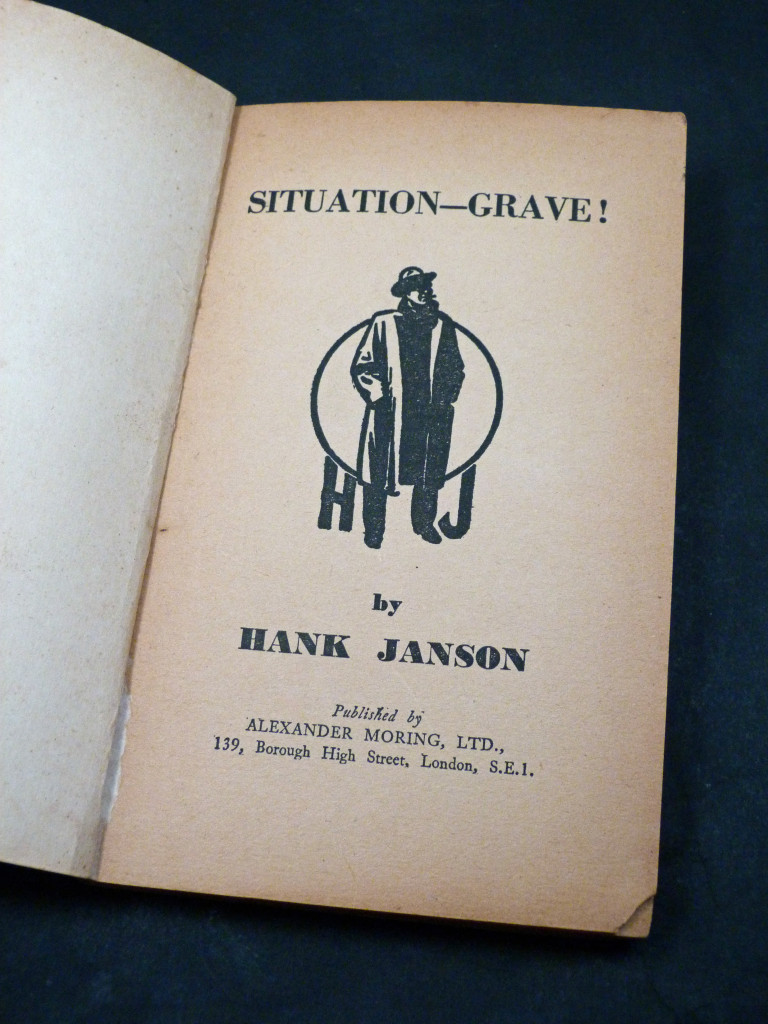 SITUATION—GRAVE!
H J
by
HANK JANSON
Published by
ALEXANDER MORING, LTD.,
139, Borough High Street, London, S.E.1.